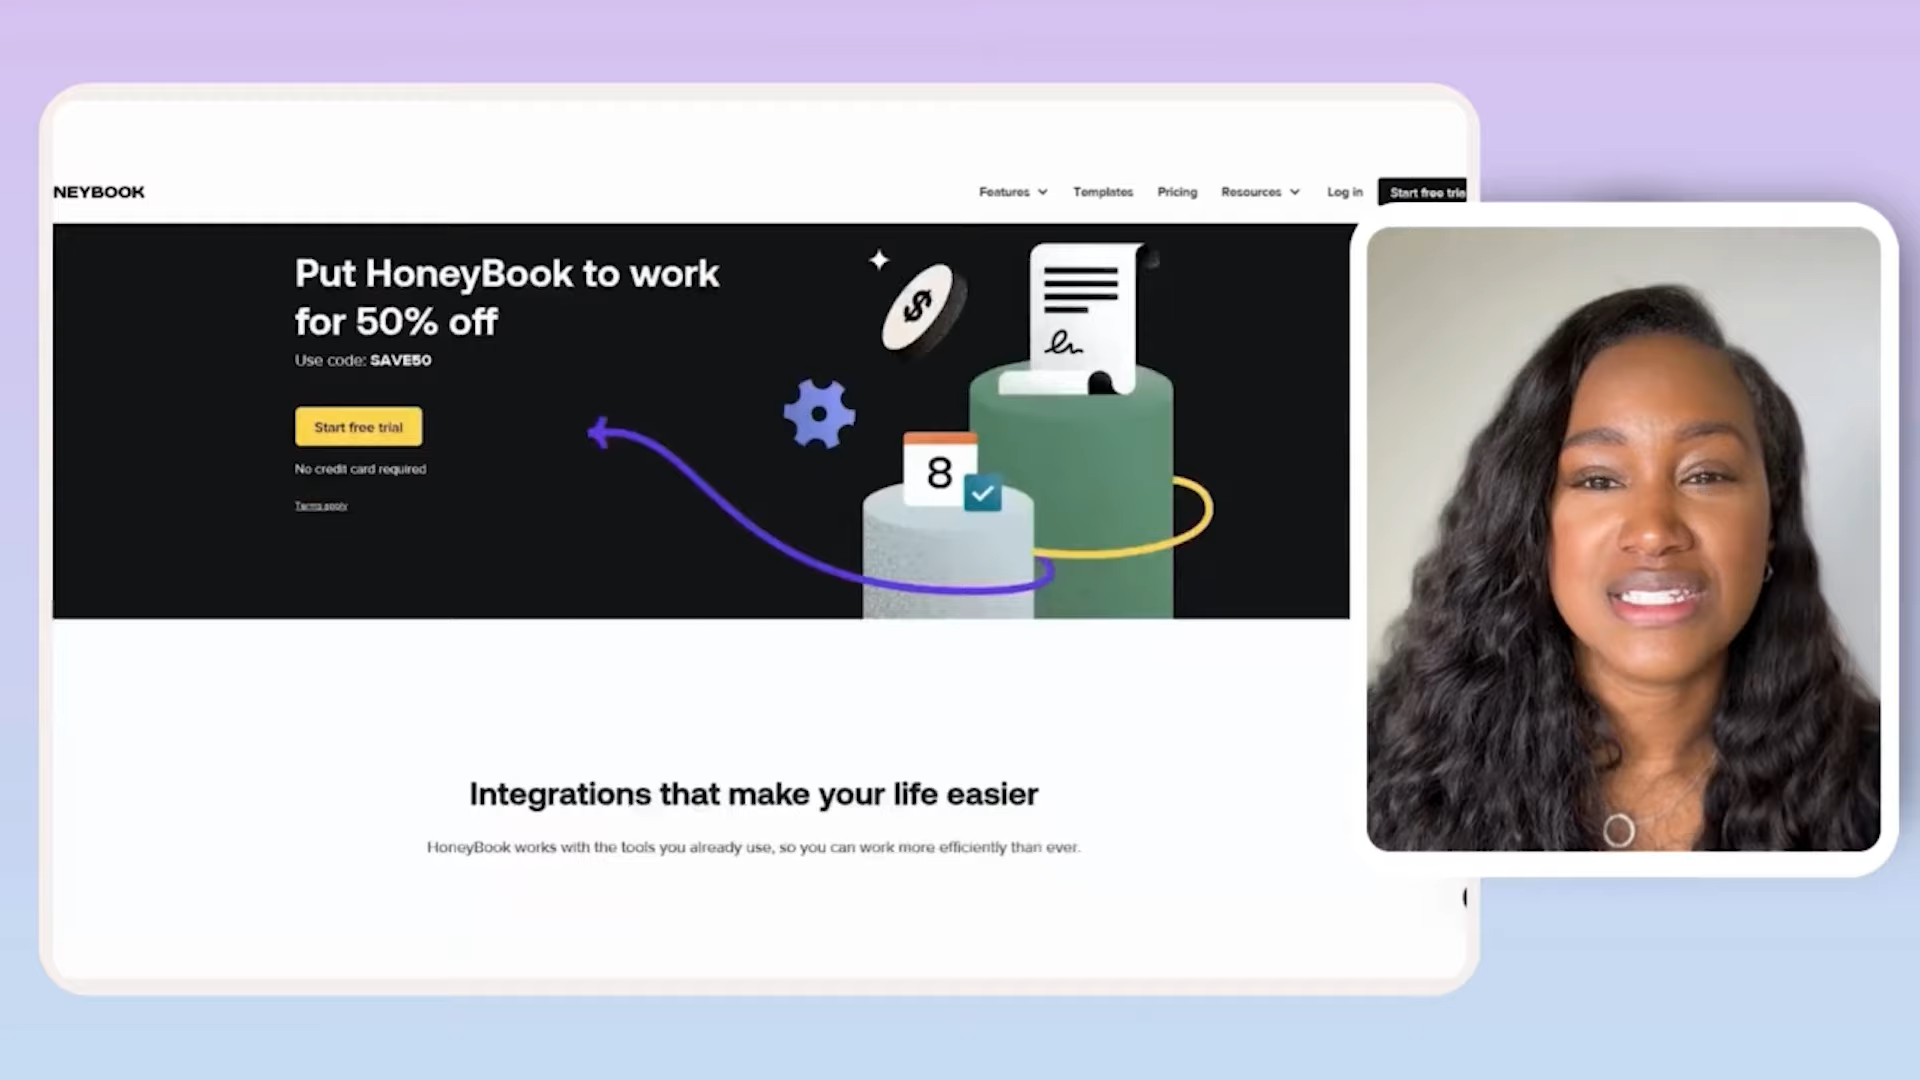 NEYBOOK
Features Templates Pricing Resources Log in Start free tria
Put HoneyBook to work
for 50% off
Use code: SAVE50
Start free trial
No credit card required
Terms apply
$
8
Integrations that make your life easier
HoneyBook works with the tools you already use, so you can work more efficiently than ever.